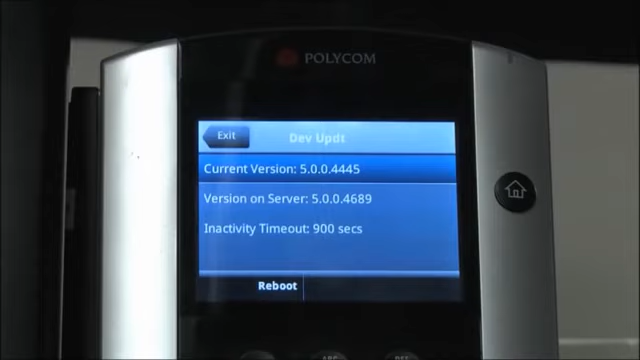 POLYCOM
Exit
Dev Updt
Current Version: 5.0.0.4445
Version on Server: 5.0.0.4689
Inactivity Timeout: 900 secs
Reboot